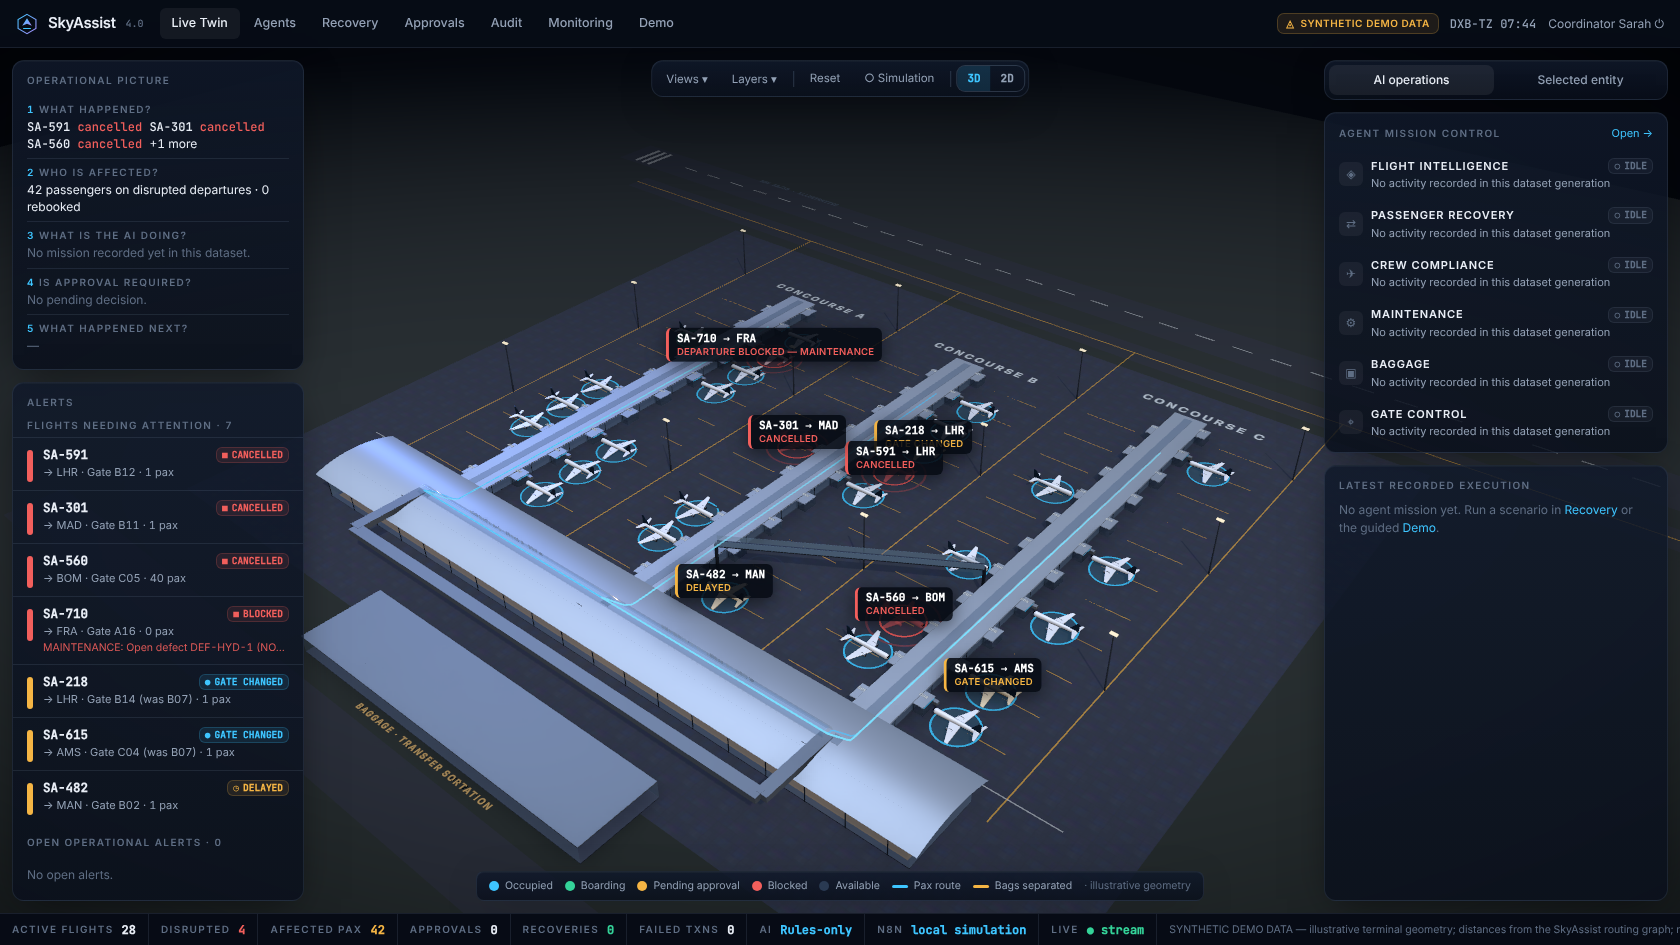 SkyAssist 4.0
Live Twin
Agents
Recovery
Approvals
Audit
Monitoring
Demo
SYNTHETIC DEMO DATA
DXB-TZ 07:44
Coordinator Sarah
OPERATIONAL PICTURE
1 WHAT HAPPENED?
SA-591 cancelled SA-301 cancelled
SA-560 cancelled +1 more
2 WHO IS AFFECTED?
42 passengers on disrupted departures · 0
rebooked
3 WHAT IS THE AI DOING?
No mission recorded yet in this dataset.
4 IS APPROVAL REQUIRED?
No pending decision.
5 WHAT HAPPENED NEXT?
—
ALERTS
FLIGHTS NEEDING ATTENTION · 7
SA-591 CANCELLED
→ LHR · Gate B12 · 1 pax
SA-301 CANCELLED
→ MAD · Gate B11 · 1 pax
SA-560 CANCELLED
→ BOM · Gate C05 · 40 pax
SA-710 BLOCKED
→ FRA · Gate A16 · 0 pax
MAINTENANCE: Open defect DEF-HYD-1 (NO...
SA-218 GATE CHANGED
→ LHR · Gate B14 (was B07) · 1 pax
SA-615 GATE CHANGED
→ AMS · Gate C04 (was B07) · 1 pax
SA-482 DELAYED
→ MAN · Gate B02 · 1 pax
OPEN OPERATIONAL ALERTS · 0
No open alerts.
Views ▾
Layers ▾
Reset
Simulation
3D
2D
CONCOURSE A
CONCOURSE B
CONCOURSE C
SA-710 → FRA
DEPARTURE BLOCKED — MAINTENANCE
SA-301 → MAD
CANCELLED
SA-218 → LHR
GATE CHANGED
SA-591 → LHR
CANCELLED
SA-482 → MAN
DELAYED
SA-560 → BOM
CANCELLED
SA-615 → AMS
GATE CHANGED
BAGGAGE · TRANSFER SORTATION
Occupied
Boarding
Pending approval
Blocked
Available
Pax route
Bags separated
· illustrative geometry
AI operations
Selected entity
AGENT MISSION CONTROL
Open →
FLIGHT INTELLIGENCE IDLE
No activity recorded in this dataset generation
PASSENGER RECOVERY IDLE
No activity recorded in this dataset generation
CREW COMPLIANCE IDLE
No activity recorded in this dataset generation
MAINTENANCE IDLE
No activity recorded in this dataset generation
BAGGAGE IDLE
No activity recorded in this dataset generation
GATE CONTROL IDLE
No activity recorded in this dataset generation
LATEST RECORDED EXECUTION
No agent mission yet. Run a scenario in Recovery or
the guided Demo.
ACTIVE FLIGHTS 28
DISRUPTED 4
AFFECTED PAX 42
APPROVALS 0
RECOVERIES 0
FAILED TXNS 0
AI Rules-only
N8N local simulation
LIVE ● stream
SYNTHETIC DEMO DATA — illustrative terminal geometry; distances from the SkyAssist routing graph;